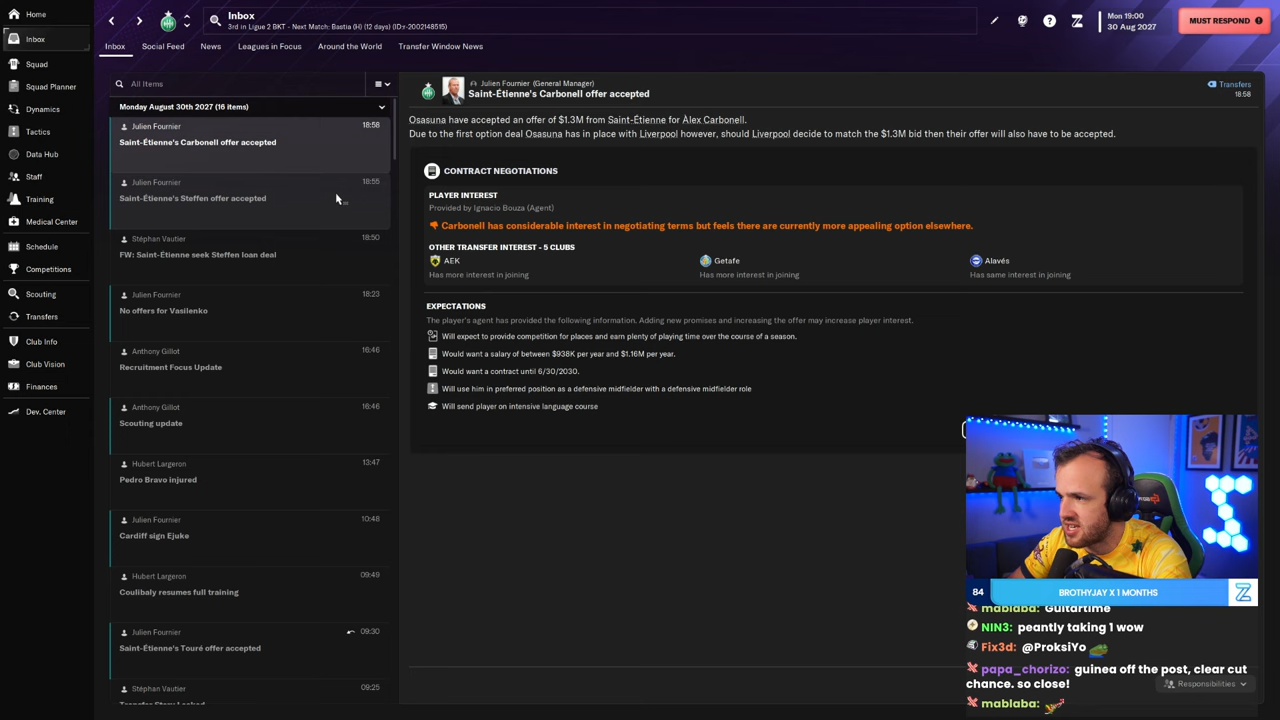 Home
Inbox
Squad
Squad Planner
Dynamics
Tactics
Data Hub
Staff
Training
Medical Center
Schedule
Competitions
Scouting
Transfers
Club Info
Club Vision
Finances
Dev. Center
Inbox
3rd in Ligue 2 BKT - Next Match: Bastia (H) (12 days) (ID:r-2002148515)
Mon 19:00
30 Aug 2027
MUST RESPOND
Inbox Social Feed News Leagues in Focus Around the World Transfer Window News
All Items
Monday August 30th 2027 (16 items)
Julien Fournier 18:58
Saint-Étienne's Carbonell offer accepted
Julien Fournier 18:55
Saint-Étienne's Steffen offer accepted
Stéphan Vautier 18:50
FW: Saint-Étienne seek Steffen loan deal
Julien Fournier 18:23
No offers for Vasilenko
Anthony Gillot 16:46
Recruitment Focus Update
Anthony Gillot 16:46
Scouting update
Hubert Largeron 13:47
Pedro Bravo injured
Julien Fournier 10:48
Cardiff sign Ejuke
Hubert Largeron 09:49
Coulibaly resumes full training
Julien Fournier 09:30
Saint-Étienne's Touré offer accepted
Stéphan Vautier 09:25
Julien Fournier (General Manager)
Saint-Étienne's Carbonell offer accepted
Transfers
18:58
Osasuna have accepted an offer of $1.3M from Saint-Étienne for Àlex Carbonell.
Due to the first option deal Osasuna has in place with Liverpool however, should Liverpool decide to match the $1.3M bid then their offer will also have to be accepted.
CONTRACT NEGOTIATIONS
PLAYER INTEREST
Provided by Ignacio Bouza (Agent)
Carbonell has considerable interest in negotiating terms but feels there are currently more appealing option elsewhere.
OTHER TRANSFER INTEREST - 5 CLUBS
AEK Getafe Alavés
Has more interest in joining Has more interest in joining Has same interest in joining
EXPECTATIONS
The player's agent has provided the following information. Adding new promises and increasing the offer may increase player interest.
Will expect to provide competition for places and earn plenty of playing time over the course of a season.
Would want a salary of between $938K per year and $1.16M per year.
Would want a contract until 6/30/2030.
Will use him in preferred position as a defensive midfielder with a defensive midfielder role
Will send player on intensive language course
84 BROTHYJAY X 1 MONTHS
mablaba: Guitartime
NIN3: peantly taking 1 wow
Fix3d: @ProksiYo
papa_chorizo: guinea off the post, clear cut
chance. so close!
mablaba:
Responsibilities